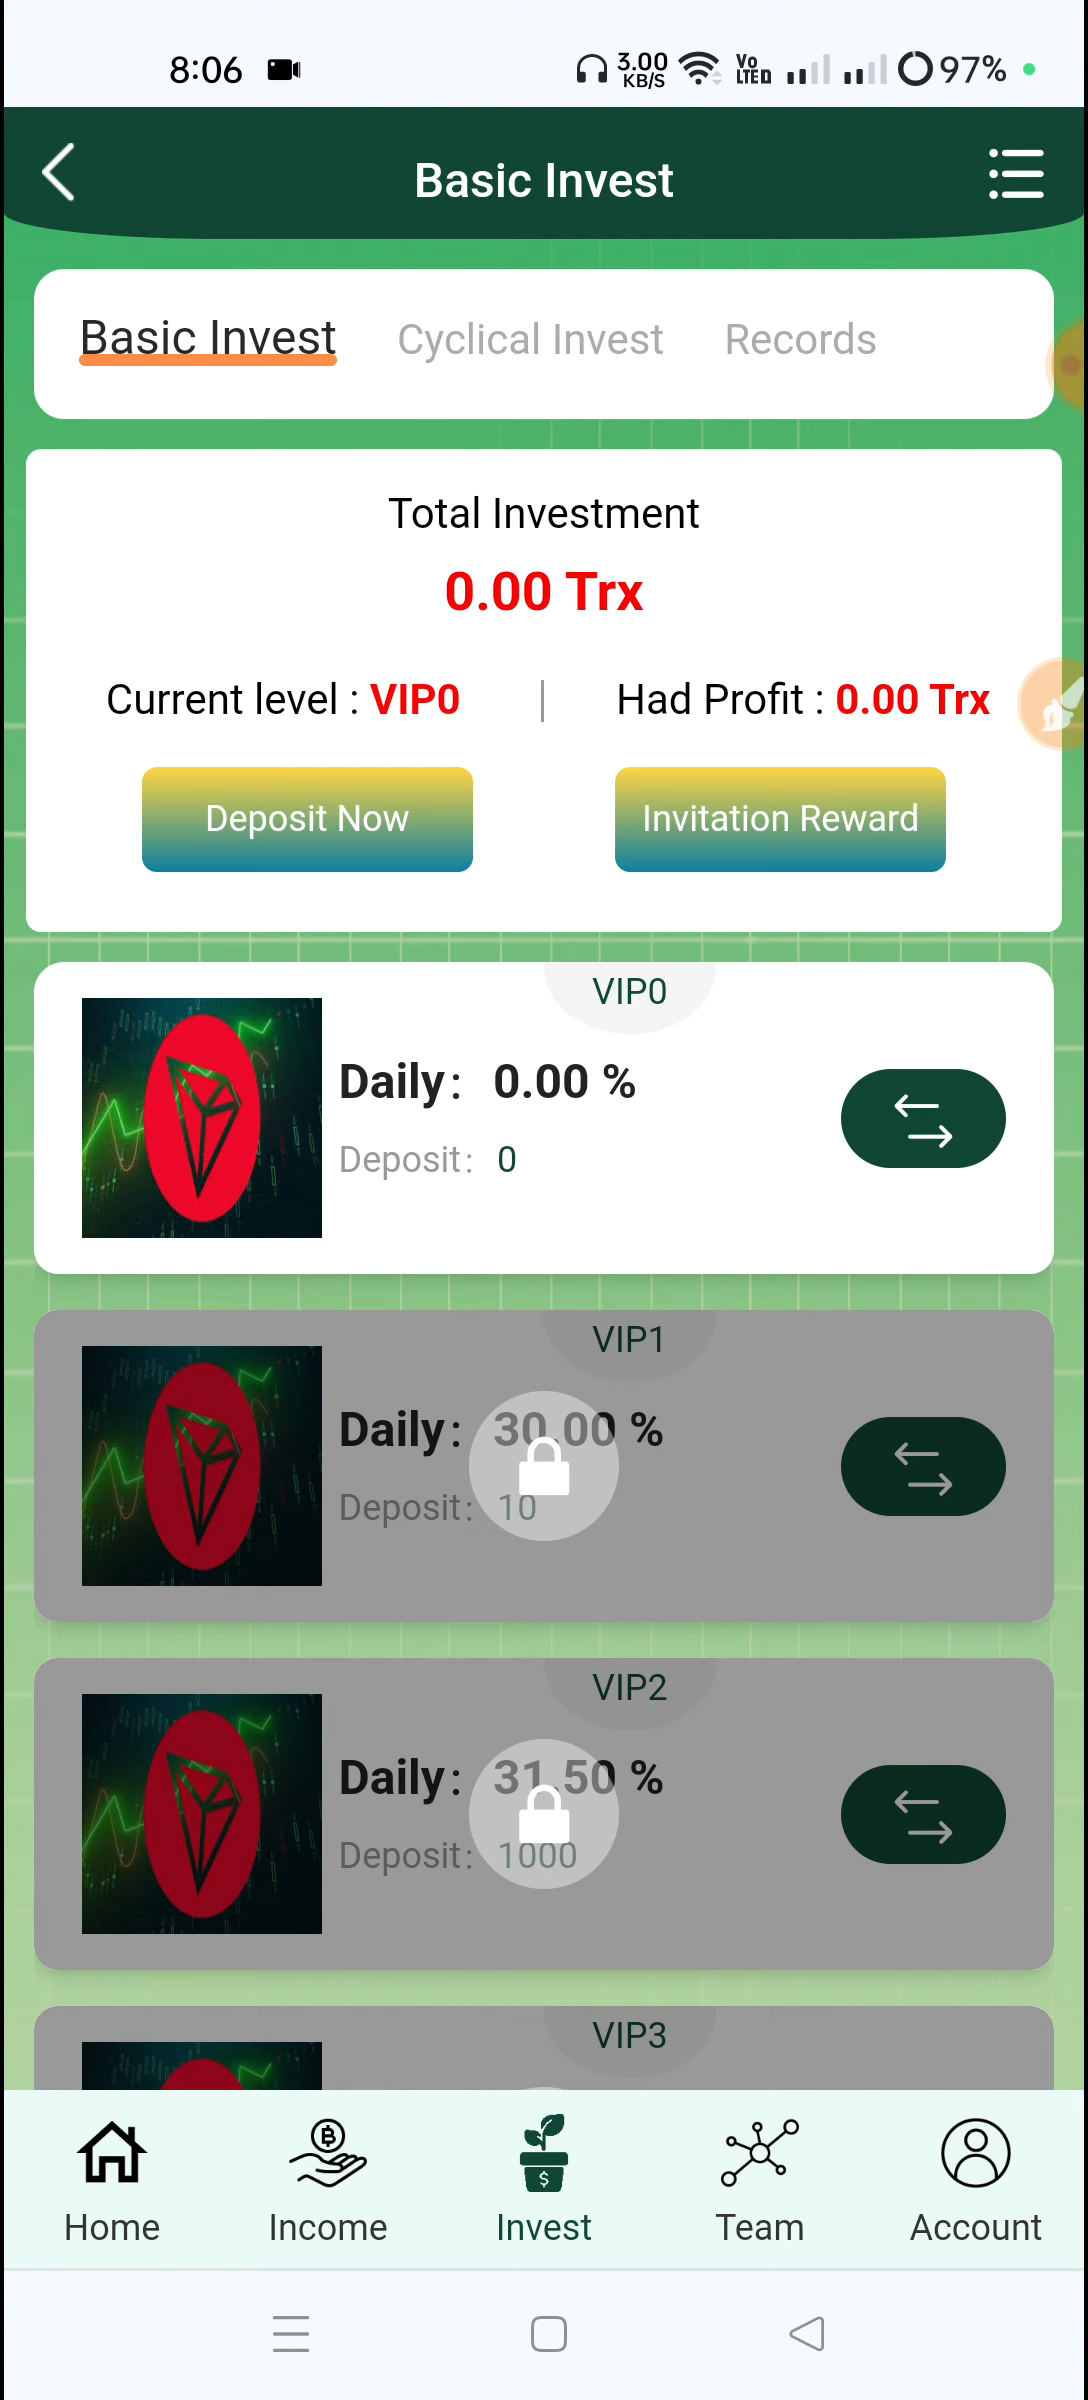 8:06
3.00 KB/S
Vo LTED
97%
Basic Invest
Basic Invest
Cyclical Invest
Records
Total Investment
0.00 Trx
Current level : VIP0
Had Profit : 0.00 Trx
Deposit Now
Invitation Reward
VIP0
Daily: 0.00 %
Deposit: 0
VIP1
Daily: 30.00 %
Deposit: 10
VIP2
Daily: 31.50 %
Deposit: 1000
VIP3
Home
Income
Invest
Team
Account